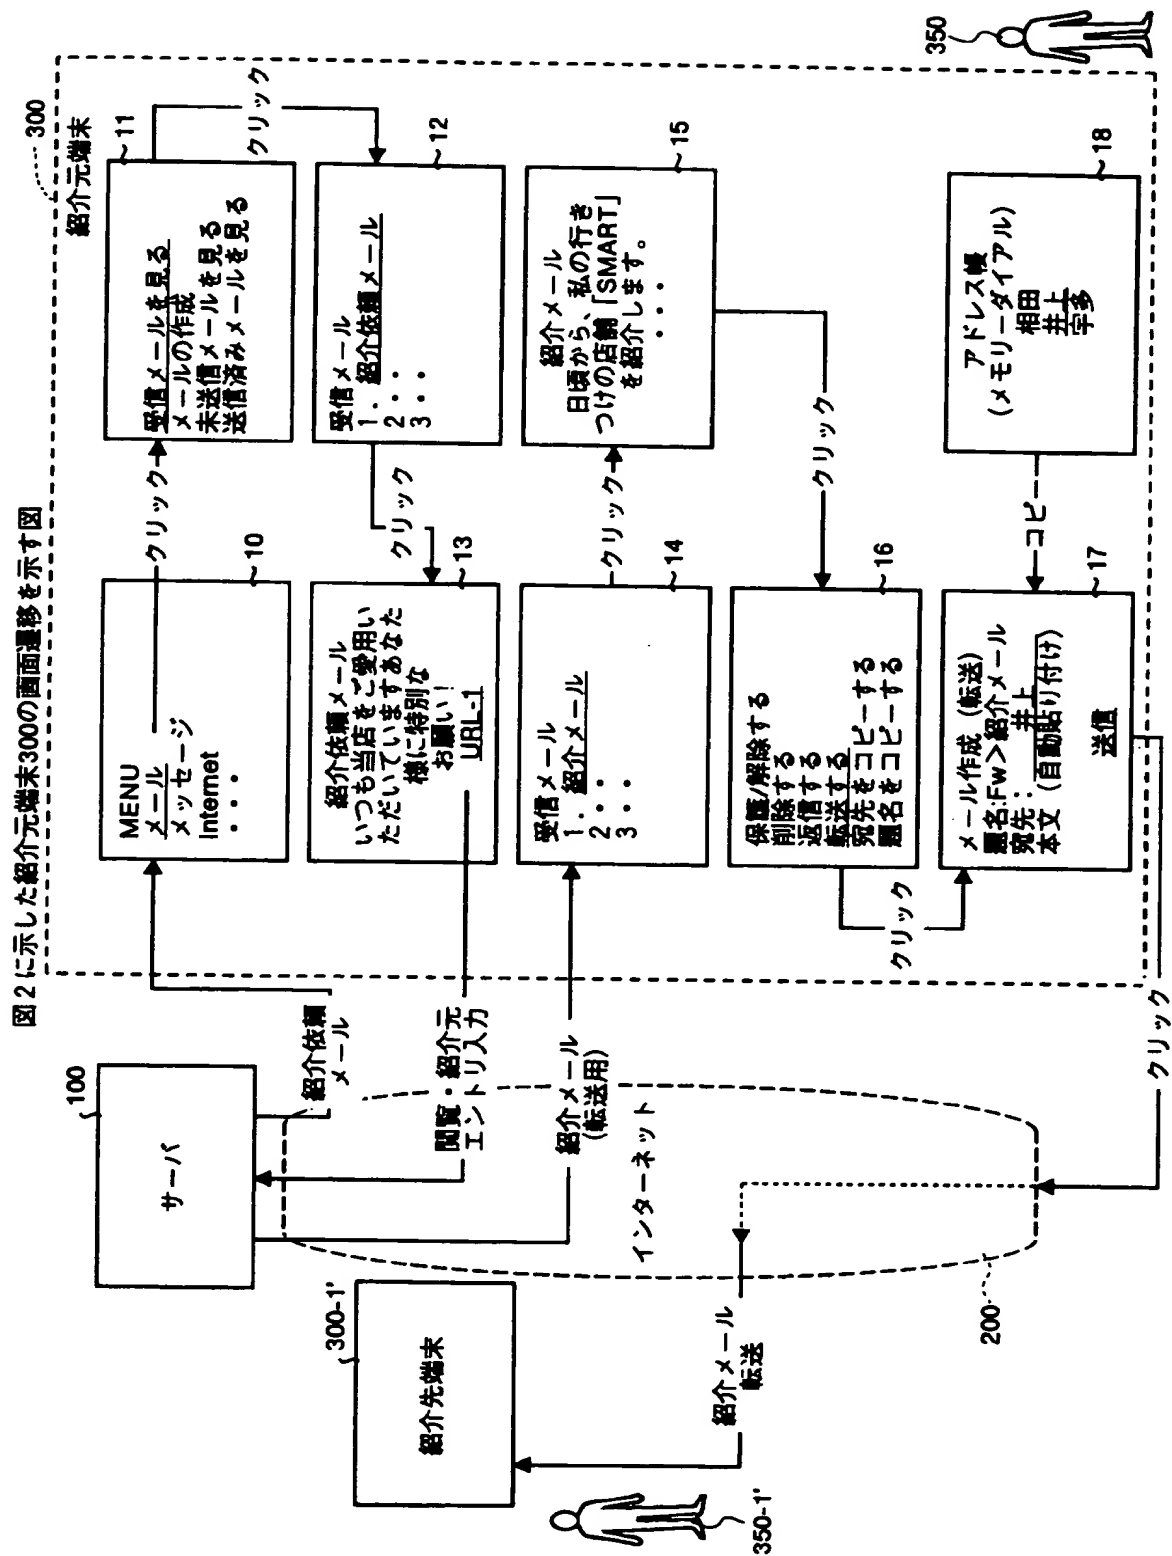 図2に示した紹介元端末300の画面遷移を示す図
サーバ
100
紹介先端末
300-1'
350-1'
紹介依頼
メール
閲覧・紹介元
エントリ入力
紹介メール
(転送用)
インターネット
紹介メール
転送
200
クリック
300
紹介元端末
350
MENU
メール
メッセージ
Internet
・・・
10
クリック
受信メールを見る
メールの作成
未送信メールを見る
送信済みメールを見る
11
クリック
受信メール
1. 紹介依頼メール
2・・
3・・
12
クリック
紹介依頼メール
いつも当店をご愛用い
ただいていますあなた
様に特別な
お願い!
URL-1
13
受信メール
1. 紹介メール
2・・
3・・
14
クリック
紹介メール
日頃から、私の行き
つけの店舗「SMART」
を紹介します。
・・・
15
クリック
保護/解除する
削除する
返信する
転送する
宛先をコピーする
題名をコピーする
16
クリック
メール作成(転送)
題名:Fw>紹介メール
宛先: 井上
本文(自動貼り付け)
送信
17
コピー
アドレス帳
(メモリーダイアル)
相田
井上
宇多
18